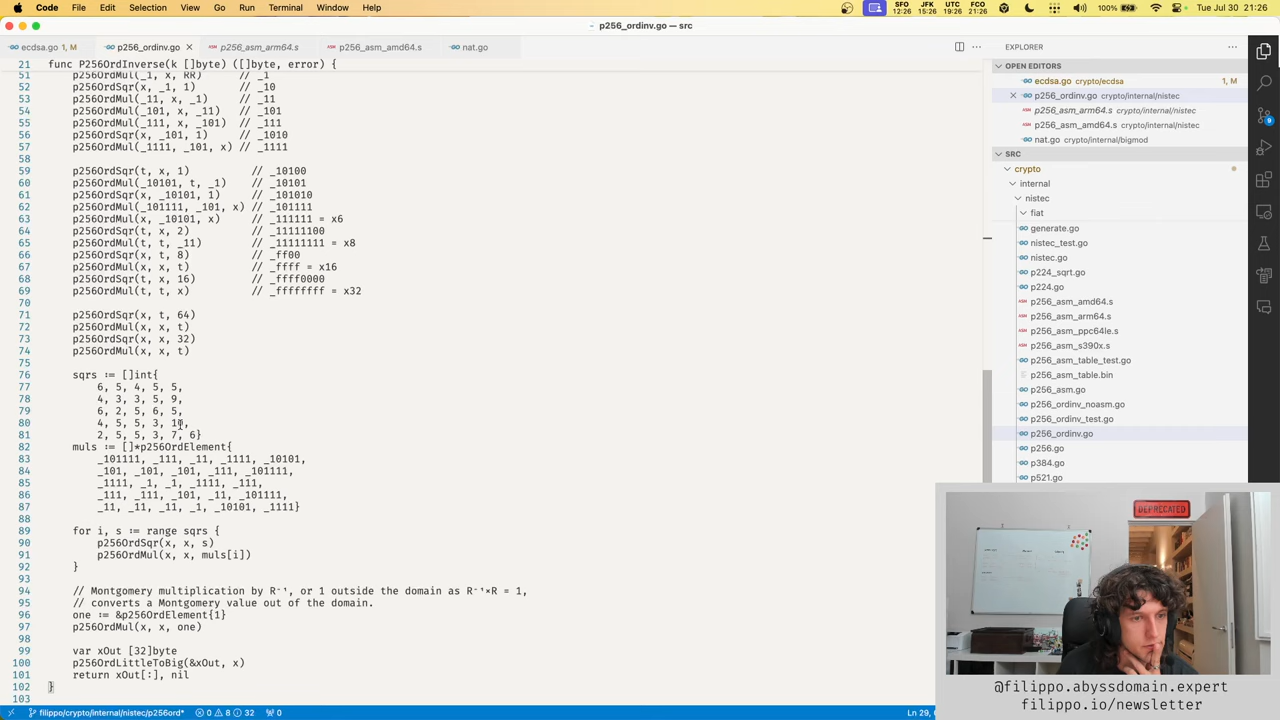 Code File Edit Selection View Go Run Terminal Window Help
SFO 12:26 JFK 15:26 UTC 19:26 FCO 21:26 100% Tue Jul 30 21:26
p256_ordinv.go — src
ecdsa.go 1, M p256_ordinv.go p256_asm_arm64.s p256_asm_amd64.s nat.go
21 func P256OrdInverse(k []byte) ([]byte, error) {
51 p256OrdMul(_1, x, RR) // _1
52 p256OrdSqr(x, _1, 1) // _10
53 p256OrdMul(_11, x, _1) // _11
54 p256OrdMul(_101, x, _11) // _101
55 p256OrdMul(_111, x, _101) // _111
56 p256OrdSqr(x, _101, 1) // _1010
57 p256OrdMul(_1111, _101, x) // _1111
58
59 p256OrdSqr(t, x, 1) // _10100
60 p256OrdMul(_10101, t, _1) // _10101
61 p256OrdSqr(x, _10101, 1) // _101010
62 p256OrdMul(_101111, _101, x) // _101111
63 p256OrdMul(x, _10101, x) // _111111 = x6
64 p256OrdSqr(t, x, 2) // _11111100
65 p256OrdMul(t, t, _11) // _11111111 = x8
66 p256OrdSqr(x, t, 8) // _ff00
67 p256OrdMul(x, x, t) // _ffff = x16
68 p256OrdSqr(t, x, 16) // _ffff0000
69 p256OrdMul(t, t, x) // _ffffffff = x32
70
71 p256OrdSqr(x, t, 64)
72 p256OrdMul(x, x, t)
73 p256OrdSqr(x, x, 32)
74 p256OrdMul(x, x, t)
75
76 sqrs := []int{
77 6, 5, 4, 5, 5,
78 4, 3, 3, 5, 9,
79 6, 2, 5, 6, 5,
80 4, 5, 5, 3, 10,
81 2, 5, 5, 3, 7, 6}
82 muls := []*p256OrdElement{
83 _101111, _111, _11, _1111, _10101,
84 _101, _101, _101, _111, _101111,
85 _1111, _1, _1, _1111, _111,
86 _111, _111, _101, _11, _101111,
87 _11, _11, _11, _1, _10101, _1111}
88
89 for i, s := range sqrs {
90 p256OrdSqr(x, x, s)
91 p256OrdMul(x, x, muls[i])
92 }
93
94 // Montgomery multiplication by R⁻¹, or 1 outside the domain as R⁻¹×R = 1,
95 // converts a Montgomery value out of the domain.
96 one := &p256OrdElement{1}
97 p256OrdMul(x, x, one)
98
99 var xOut [32]byte
100 p256OrdLittleToBig(&xOut, x)
101 return xOut[:], nil
102 }
103
EXPLORER
OPEN EDITORS
ecdsa.go crypto/ecdsa 1, M
p256_ordinv.go crypto/internal/nistec
p256_asm_arm64.s crypto/internal/nistec
p256_asm_amd64.s crypto/internal/nistec
nat.go crypto/internal/bigmod
SRC
crypto
internal
nistec
fiat
generate.go
nistec_test.go
nistec.go
p224_sqrt.go
p224.go
p256_asm_amd64.s
p256_asm_arm64.s
p256_asm_ppc64le.s
p256_asm_s390x.s
p256_asm_table_test.go
p256_asm_table.bin
p256_asm.go
p256_ordinv_noasm.go
p256_ordinv_test.go
p256_ordinv.go
p256.go
p384.go
p521.go
9
DEPRECATED
@filippo.abyssdomain.expert
filippo.io/newsletter
filippo/crypto/internal/nistec/p256ord* 0 8 32 0 Ln 29,